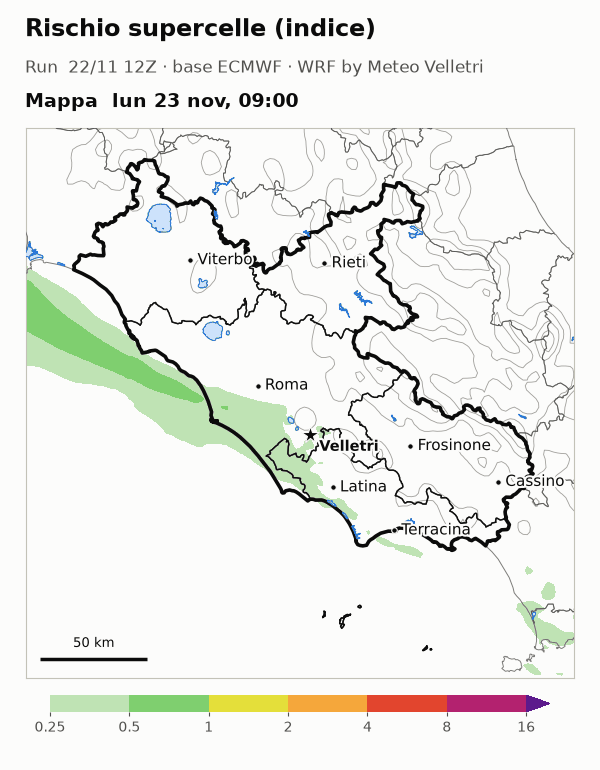 Rischio supercelle (indice)
Run  22/11 12Z · base ECMWF · WRF by Meteo Velletri
Mappa  lun 23 nov, 09:00
Viterbo
Rieti
Roma
Velletri
Frosinone
Cassino
Latina
Terracina
50 km
0.25 0.5 1 2 4 8 16